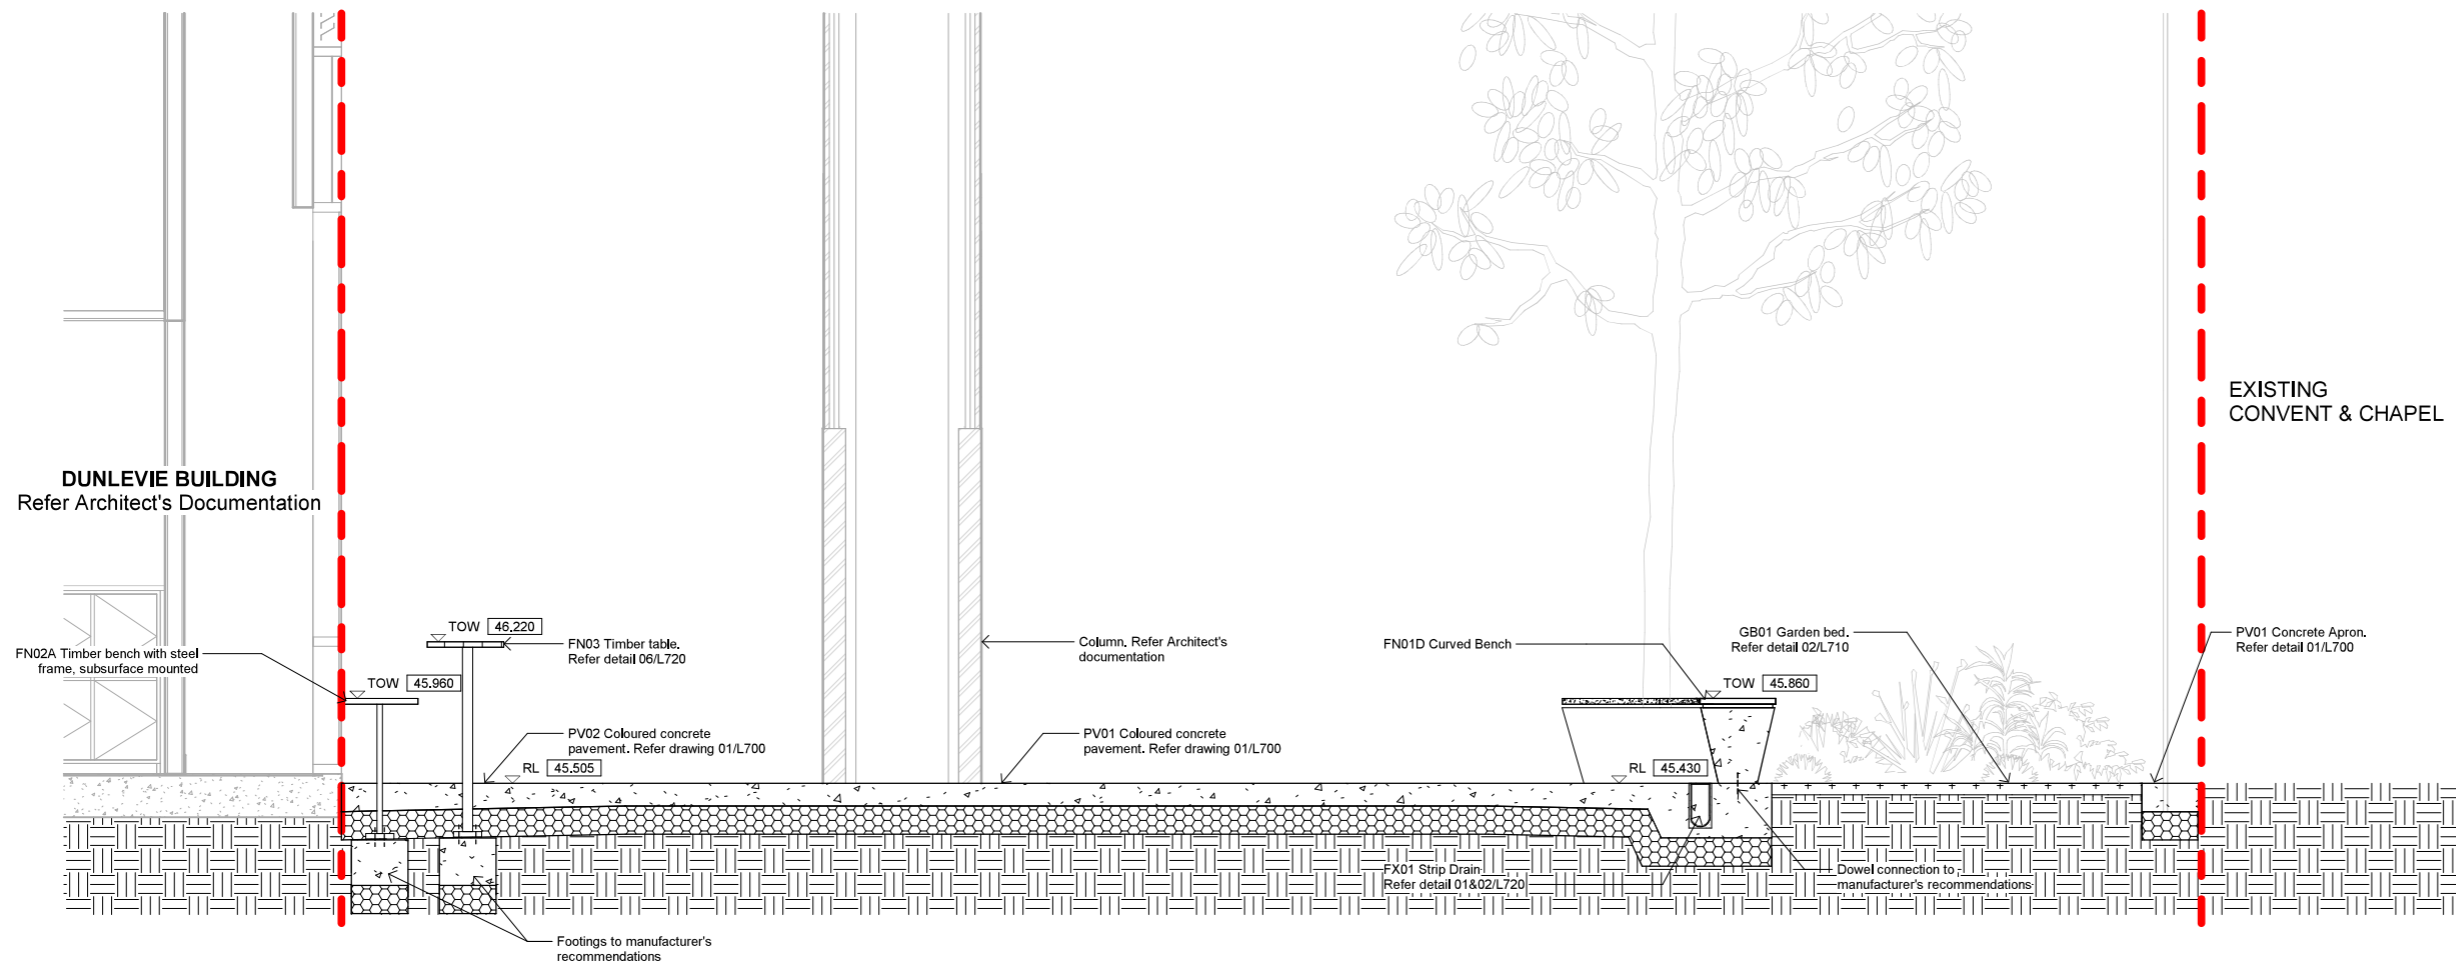 EXISTING
CONVENT & CHAPEL
DUNLEVIE BUILDING
Refer Architect's Documentation
TOW 46.220
FN03 Timber table.
Refer detail 06/L720
Column. Refer Architect's
documentation
FN01D Curved Bench
GB01 Garden bed.
Refer detail 02/L710
PV01 Concrete Apron.
Refer detail 01/L700
FN02A Timber bench with steel
frame, subsurface mounted
TOW 45.960
TOW 45.860
PV02 Coloured concrete
pavement. Refer drawing 01/L700
PV01 Coloured concrete
pavement. Refer drawing 01/L700
RL 45.505
RL 45.430
FX01 Strip Drain
Refer detail 01&02/L720
Dowel connection to
manufacturer's recommendations
Footings to manufacturer's
recommendations